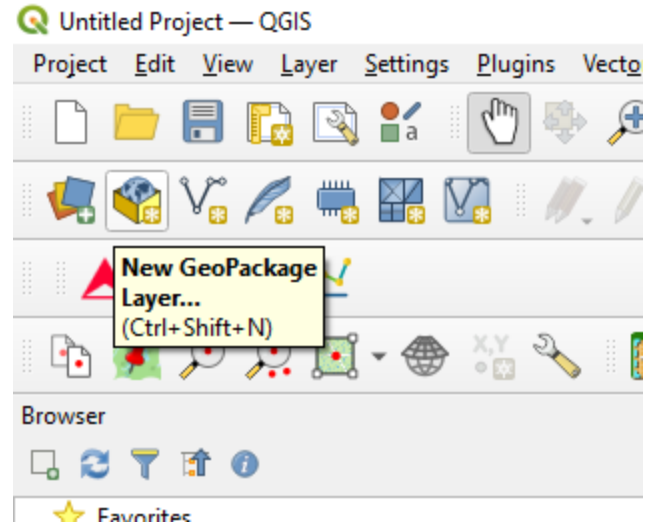 Untitled Project — QGIS
Project Edit View Layer Settings Plugins Vecto
a
New GeoPackage
Layer...
(Ctrl+Shift+N)
X,Y
Browser
Favorites